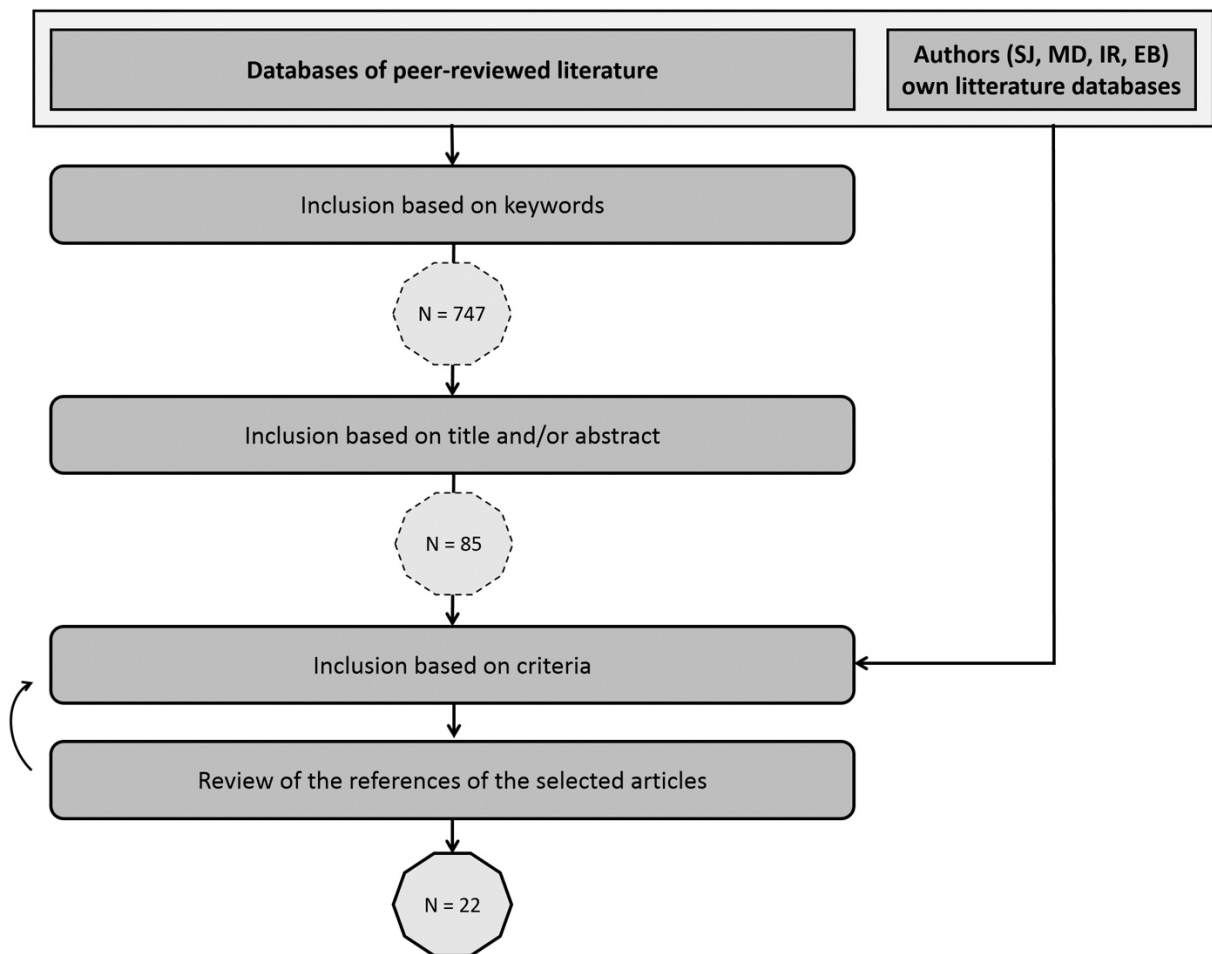 Databases of peer-reviewed literature
Authors (SJ, MD, IR, EB)
own litterature databases
Inclusion based on keywords
N = 747
Inclusion based on title and/or abstract
N = 85
Inclusion based on criteria
Review of the references of the selected articles
N = 22